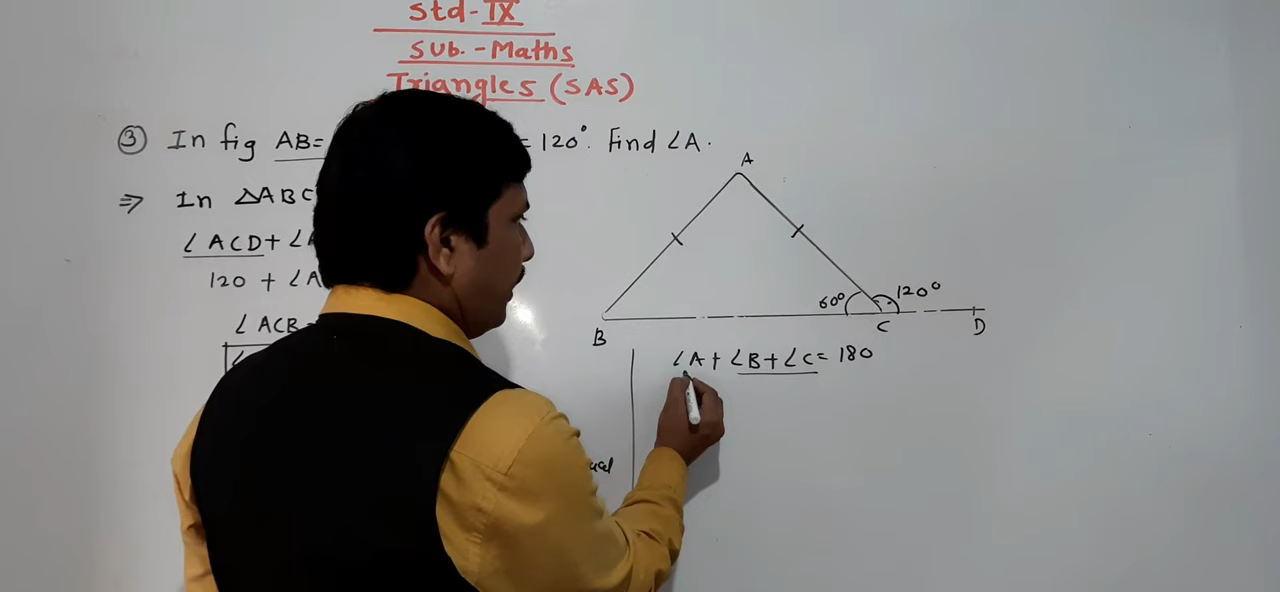 Std-IX
Sub.-Maths
Triangles (SAS)
③ In fig AB= = 120°. Find ∠A.
⇒ In △ABC
∠ACD + ∠
120 + ∠A
∠ACB
A
B
60°
120°
C
D
∠A + ∠B + ∠C = 180